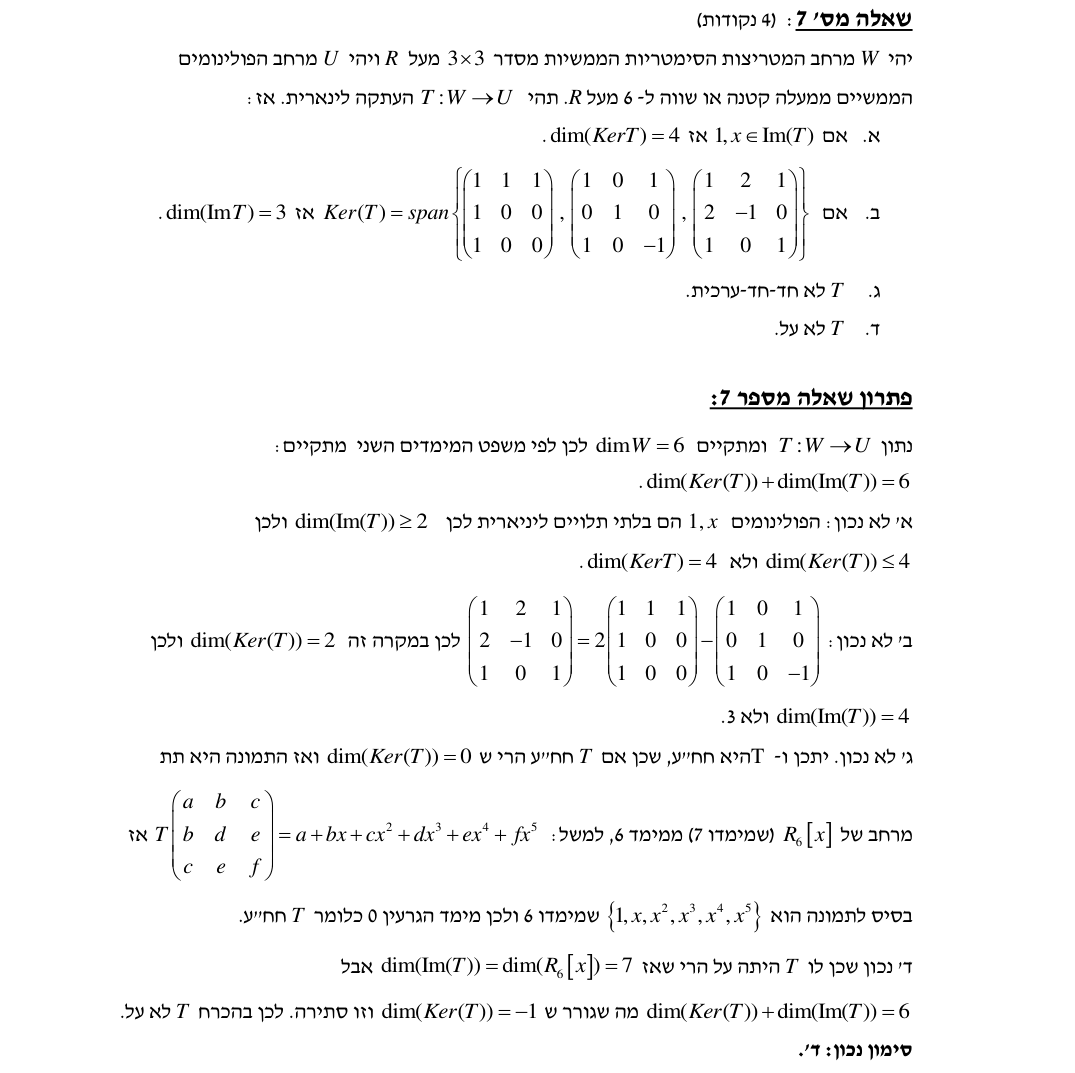 שאלה מס' 7 : (4 נקודות)
יהי W מרחב המטריצות הסימטריות הממשיות מסדר 3×3 מעל R ויהי U מרחב הפולינומים
הממשיים ממעלה קטנה או שווה ל- 6 מעל R. תהי T : W → U העתקה לינארית. אז :
א. אם 1, x ∈ Im(T) אז dim(KerT) = 4 .
ב. אם Ker(T) = span{(1 1 1; 1 0 0; 1 0 0), (1 0 1; 0 1 0; 1 0 −1), (1 2 1; 2 −1 0; 1 0 1)} אז dim(ImT) = 3 .
ג. T לא חד-חד-ערכית.
ד. T לא על.
פתרון שאלה מספר 7:
נתון T : W → U ומתקיים dimW = 6 לכן לפי משפט המימדים השני מתקיים :
dim(Ker(T)) + dim(Im(T)) = 6 .
א' לא נכון : הפולינומים 1, x הם בלתי תלויים ליניארית לכן dim(Im(T)) ≥ 2 ולכן
dim(Ker(T)) ≤ 4 ולא dim(KerT) = 4 .
ב' לא נכון : (1 2 1; 2 −1 0; 1 0 1) = 2(1 1 1; 1 0 0; 1 0 0) − (1 0 1; 0 1 0; 1 0 −1) לכן במקרה זה dim(Ker(T)) = 2 ולכן
dim(Im(T)) = 4 ולא 3.
ג' לא נכון. יתכן ו- Tהיא חח"ע, שכן אם T חח"ע הרי ש dim(Ker(T)) = 0 ואז התמונה היא תת
מרחב של R₆[x] (שמימדו 7) ממימד 6, למשל : T(a b c; b d e; c e f) = a + bx + cx² + dx³ + ex⁴ + fx⁵ אז
בסיס לתמונה הוא {1, x, x², x³, x⁴, x⁵} שמימדו 6 ולכן מימד הגרעין 0 כלומר T חח"ע.
ד' נכון שכן לו T היתה על הרי שאז dim(Im(T)) = dim(R₆[x]) = 7 אבל
dim(Ker(T)) + dim(Im(T)) = 6 מה שגורר ש dim(Ker(T)) = −1 וזו סתירה. לכן בהכרח T לא על.
סימון נכון: ד'.